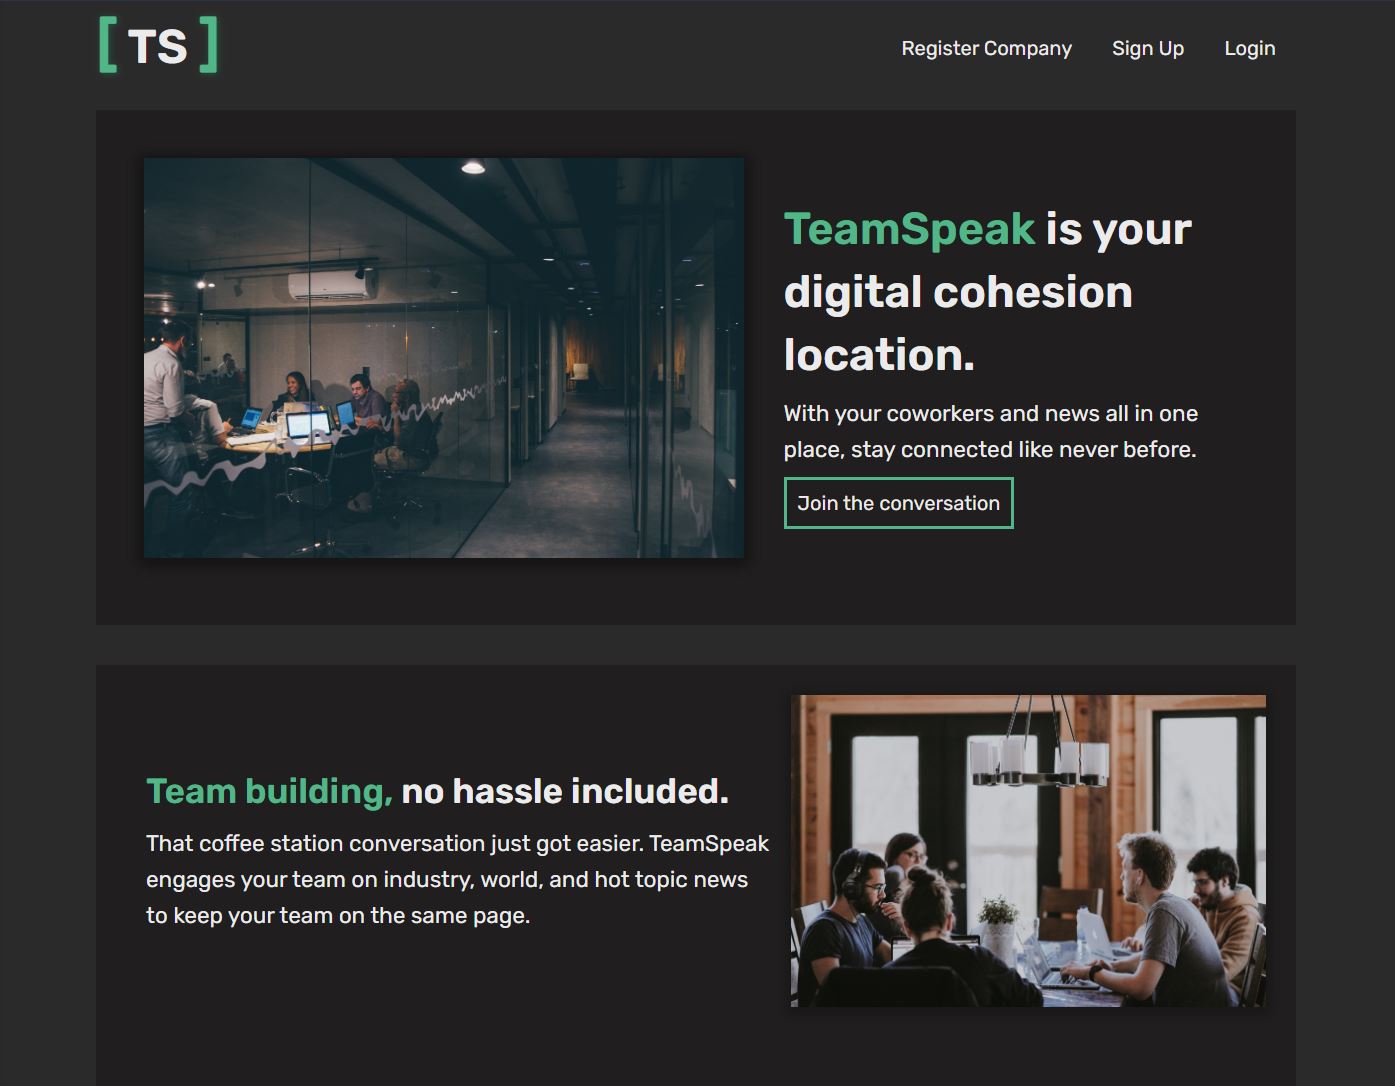 [ TS ]
Register Company Sign Up Login
TeamSpeak is your
digital cohesion
location.
With your coworkers and news all in one
place, stay connected like never before.
Join the conversation
Team building, no hassle included.
That coffee station conversation just got easier. TeamSpeak
engages your team on industry, world, and hot topic news
to keep your team on the same page.